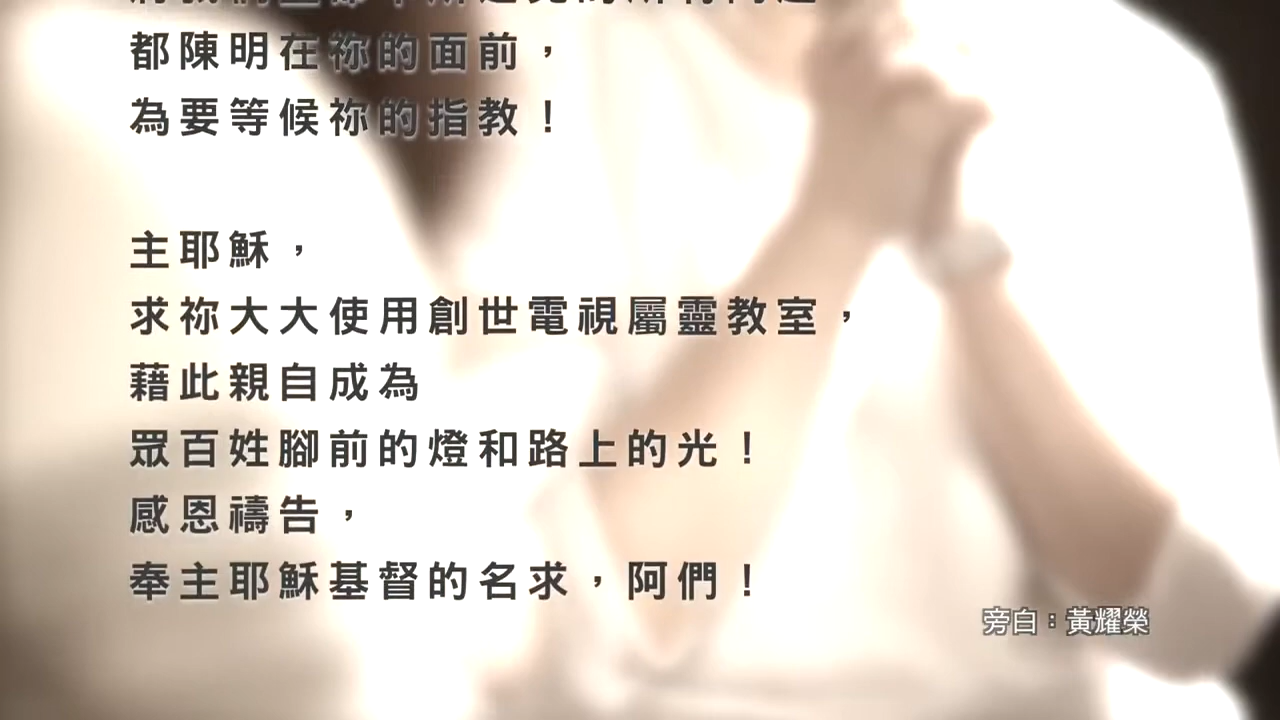 都陳明在祢的面前，
為要等候祢的指教！
主耶穌，
求祢大大使用創世電視屬靈教室，
藉此親自成為
眾百姓腳前的燈和路上的光！
感恩禱告，
奉主耶穌基督的名求，阿們！
旁白：黃耀榮